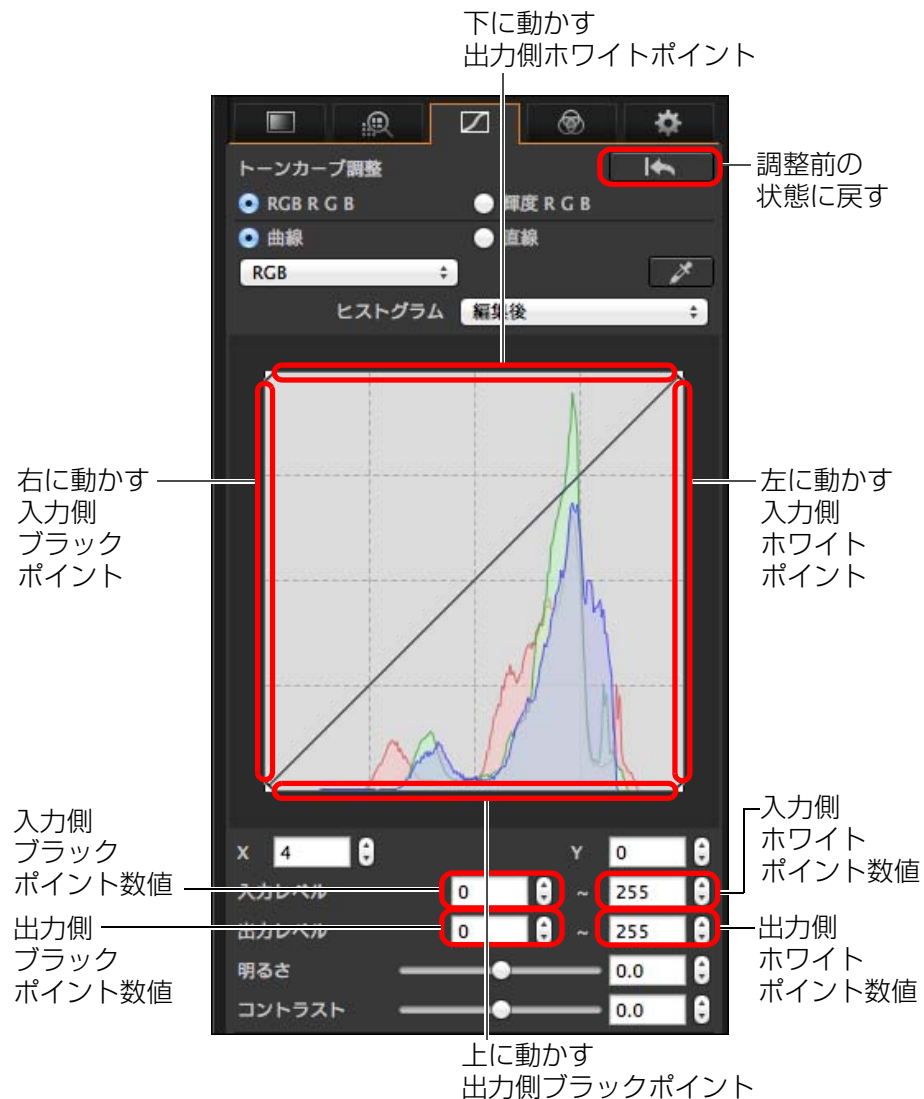 下に動かす
出力側ホワイトポイント
トーンカーブ調整
調整前の
状態に戻す
RGB R G B
輝度 R G B
曲線
直線
RGB
ヒストグラム
編集後
右に動かす
入力側
ブラック
ポイント
左に動かす
入力側
ホワイト
ポイント
入力側
ブラック
ポイント数値
入力側
ホワイト
ポイント数値
X 4
Y 0
入力レベル 0 ~ 255
出力レベル 0 ~ 255
出力側
ブラック
ポイント数値
出力側
ホワイト
ポイント数値
明るさ 0.0
コントラスト 0.0
上に動かす
出力側ブラックポイント